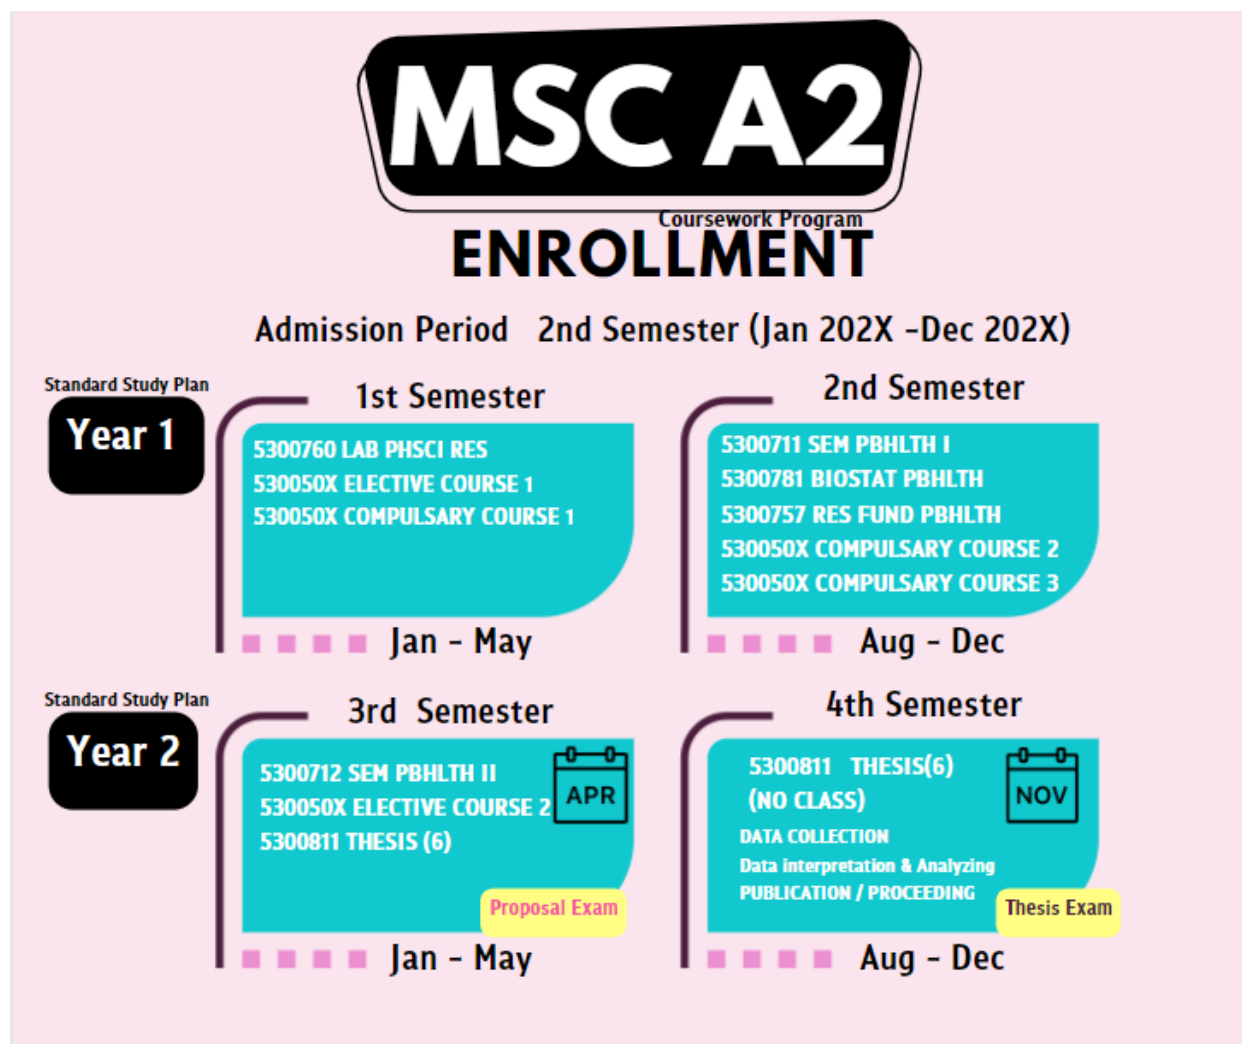 MSC A2
Coursework Program
ENROLLMENT
Admission Period 2nd Semester (Jan 202X -Dec 202X)
Standard Study Plan
Year 1
1st Semester
5300760 LAB PHSCI RES
530050X ELECTIVE COURSE 1
530050X COMPULSARY COURSE 1
Jan - May
2nd Semester
5300711 SEM PBHLTH I
5300781 BIOSTAT PBHLTH
5300757 RES FUND PBHLTH
530050X COMPULSARY COURSE 2
530050X COMPULSARY COURSE 3
Aug - Dec
Standard Study Plan
Year 2
3rd Semester
5300712 SEM PBHLTH II
530050X ELECTIVE COURSE 2
5300811 THESIS (6)
APR
Proposal Exam
Jan - May
4th Semester
5300811 THESIS(6)
(NO CLASS)
NOV
DATA COLLECTION
Data interpretation & Analyzing
PUBLICATION / PROCEEDING
Thesis Exam
Aug - Dec